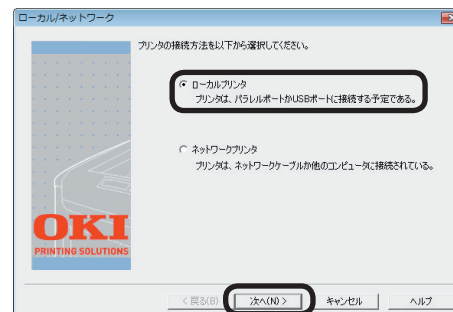 ローカル/ネットワーク
プリンタの接続方法を以下から選択してください。
ローカルプリンタ
プリンタは、パラレルポートかUSBポートに接続する予定である。
ネットワークプリンタ
プリンタは、ネットワークケーブルか他のコンピュータに接続されている。
OKI
PRINTING SOLUTIONS
< 戻る(B) 次へ(N) > キャンセル ヘルプ